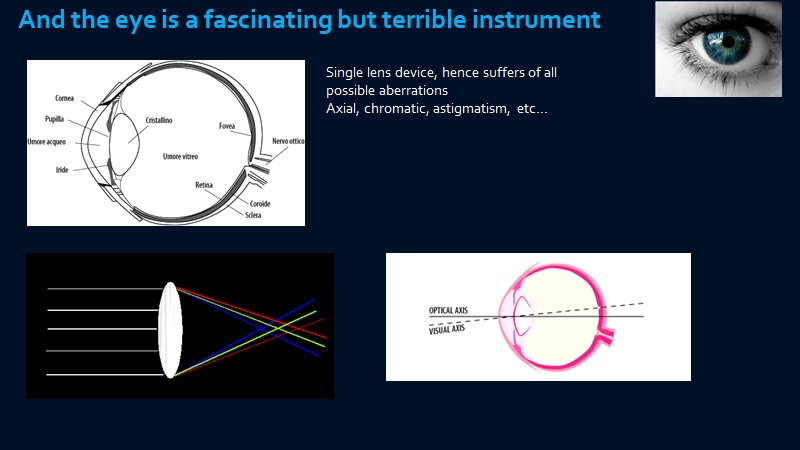 And the eye is a fascinating but terrible instrument
Single lens device, hence suffers of all
possible aberrations
Axial, chromatic, astigmatism, etc...
Cornea
Pupilla
Umore acqueo
Iride
Cristallino
Umore vitreo
Fovea
Nervo ottico
Retina
Coroide
Sclera
OPTICAL AXIS
VISUAL AXIS